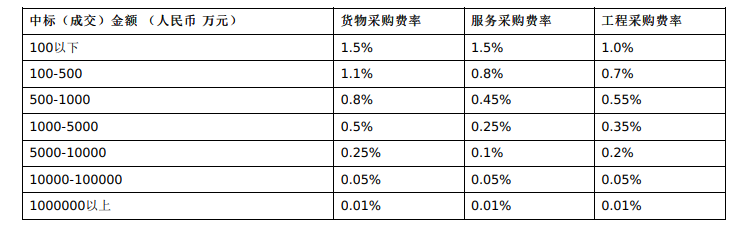 中标（成交）金额 （人民币 万元） 货物采购费率 服务采购费率 工程采购费率
100以下 1.5% 1.5% 1.0%
100-500 1.1% 0.8% 0.7%
500-1000 0.8% 0.45% 0.55%
1000-5000 0.5% 0.25% 0.35%
5000-10000 0.25% 0.1% 0.2%
10000-100000 0.05% 0.05% 0.05%
1000000以上 0.01% 0.01% 0.01%